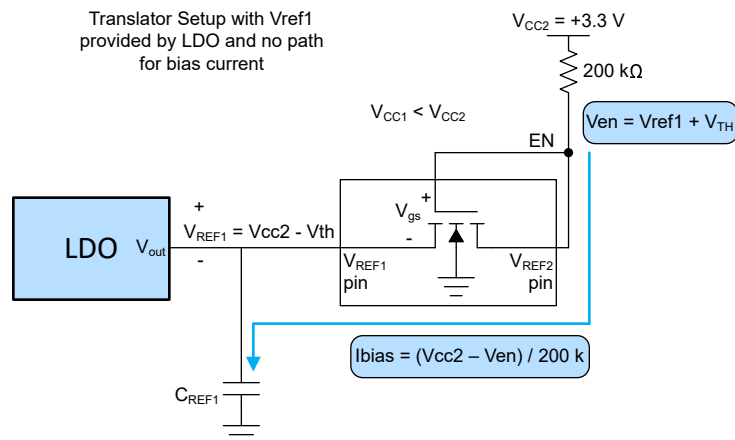 Translator Setup with Vref1
provided by LDO and no path
for bias current
VCC2 = +3.3 V
200 kΩ
VCC1 < VCC2
Ven = Vref1 + VTH
EN
+
Vgs
-
LDO
Vout
+
VREF1 = Vcc2 - Vth
-
VREF1
pin
VREF2
pin
Ibias = (Vcc2 – Ven) / 200 k
CREF1